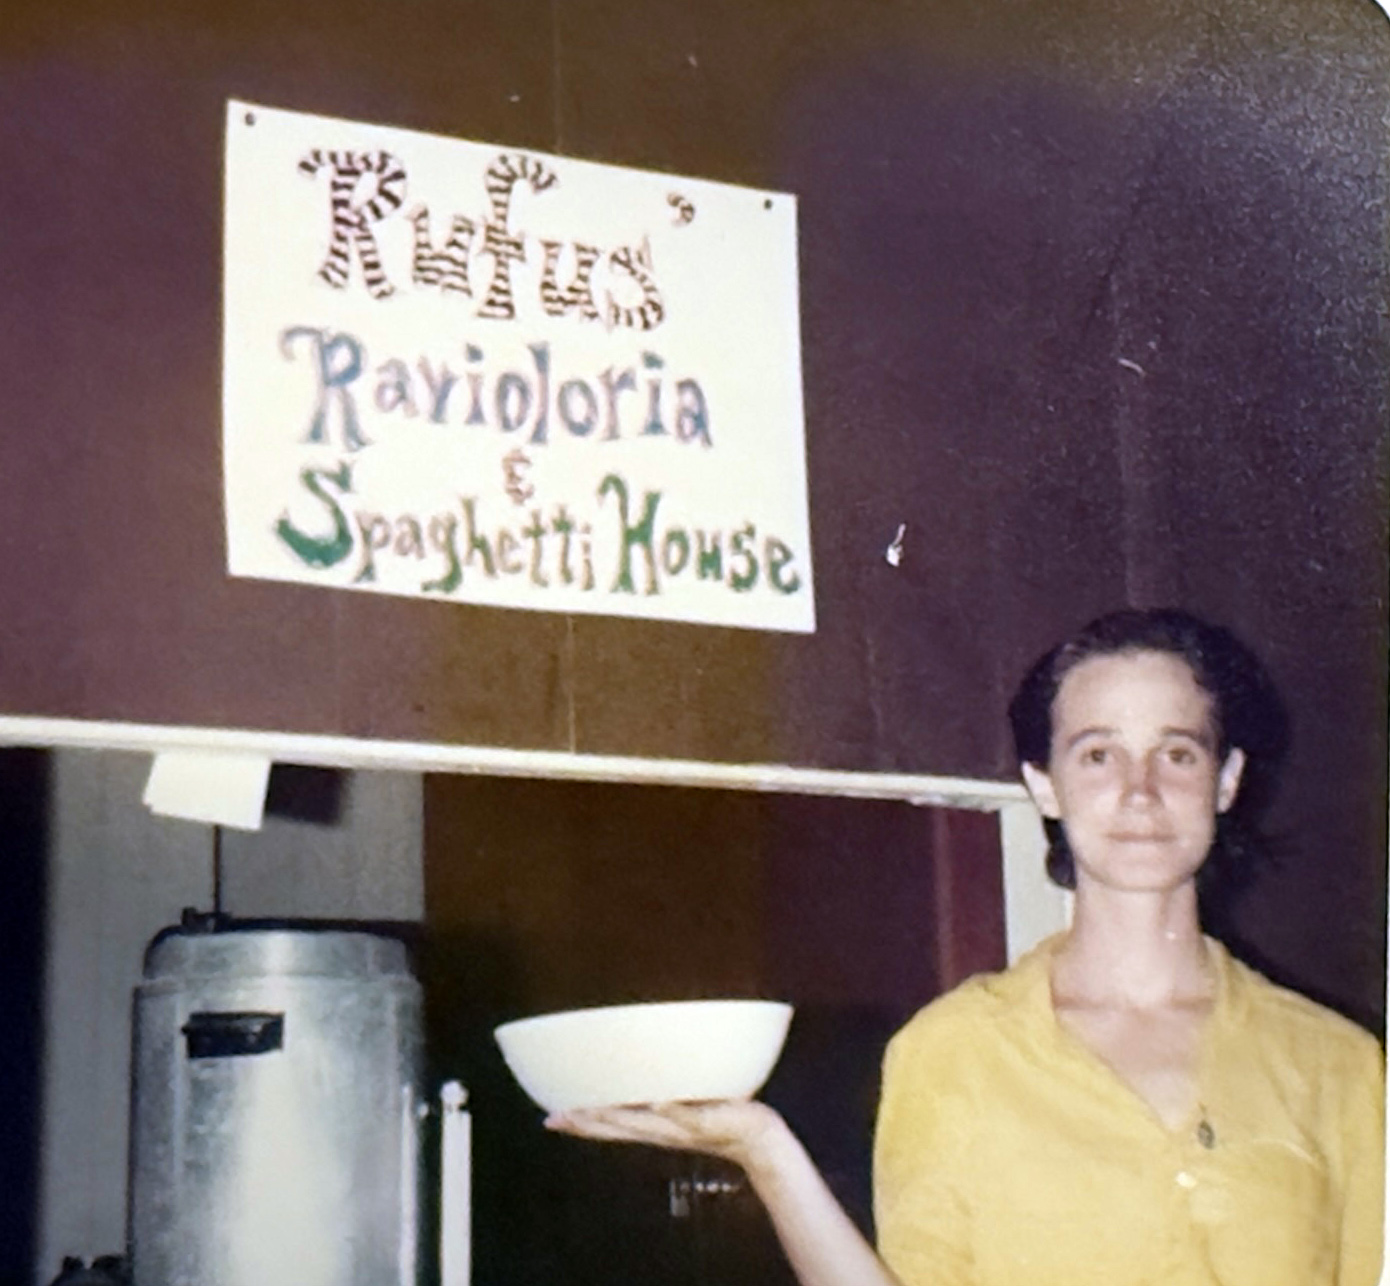 Rufus's
Ravioloria
&
Spaghetti House